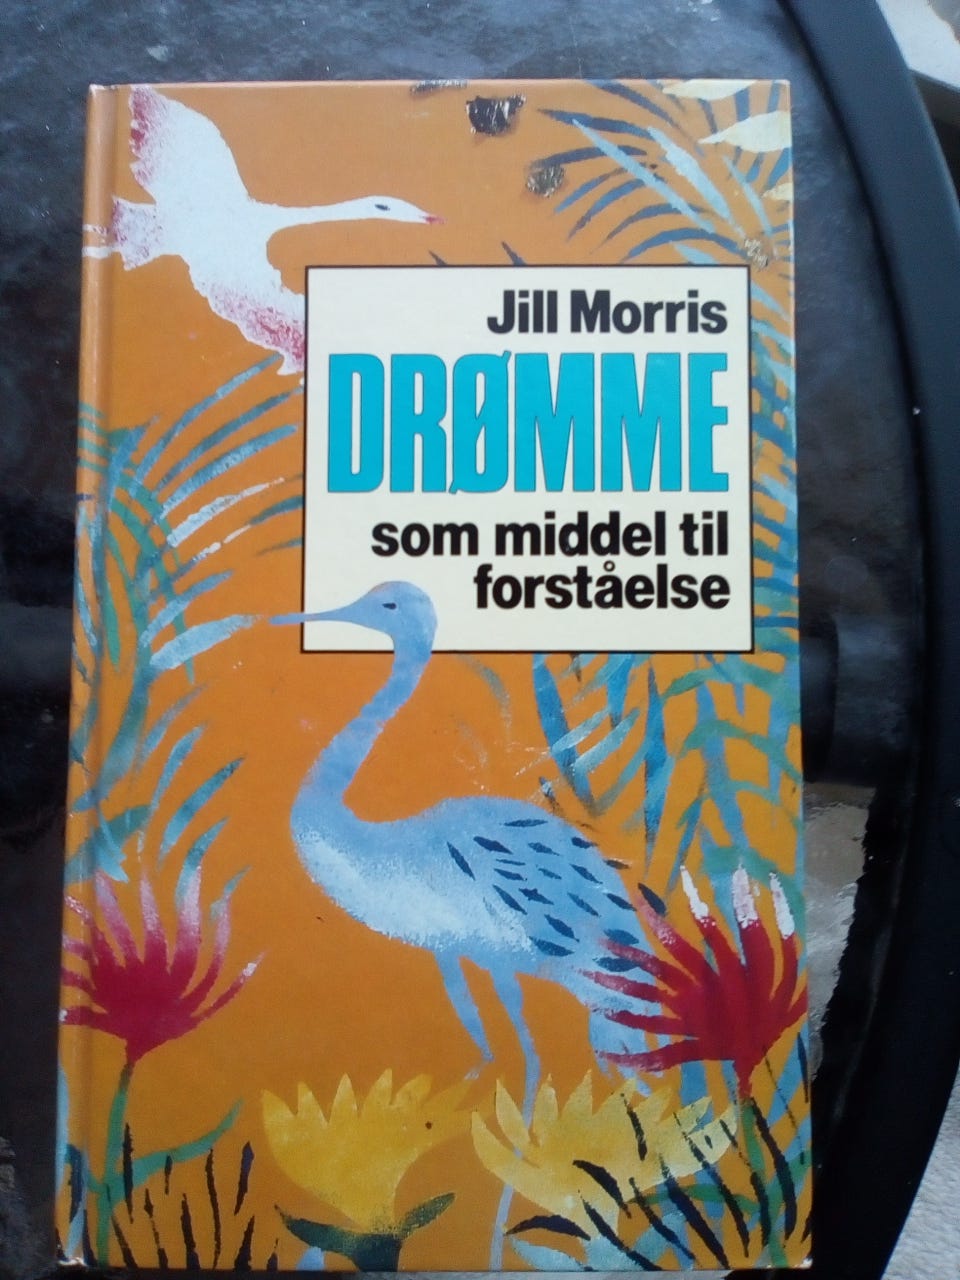 Jill Morris
DRØMME
som middel til
forståelse